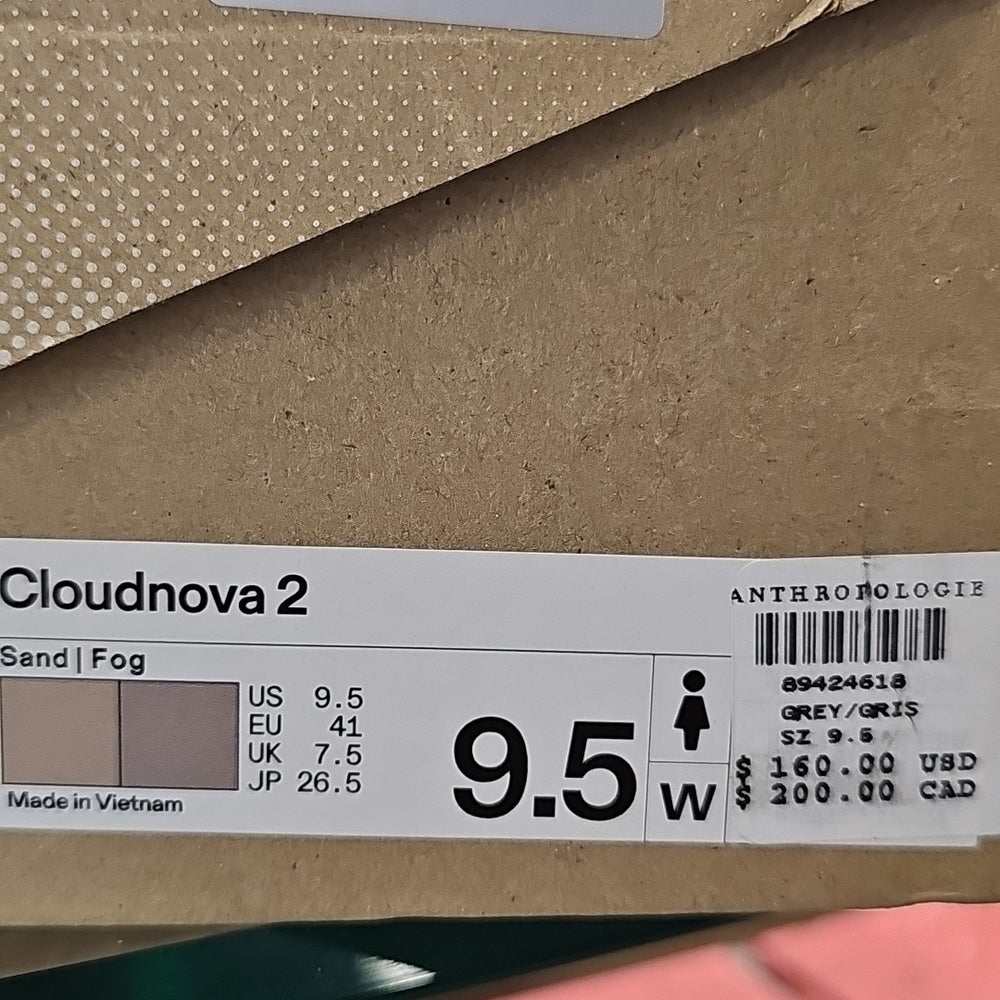 Cloudnova 2
Sand | Fog
US 9.5
EU 41
UK 7.5
JP 26.5
Made in Vietnam
9.5
W
ANTHROPOLOGIE
89424618
GREY/GRIS
SZ 9.5
$ 160.00 USD
$ 200.00 CAD